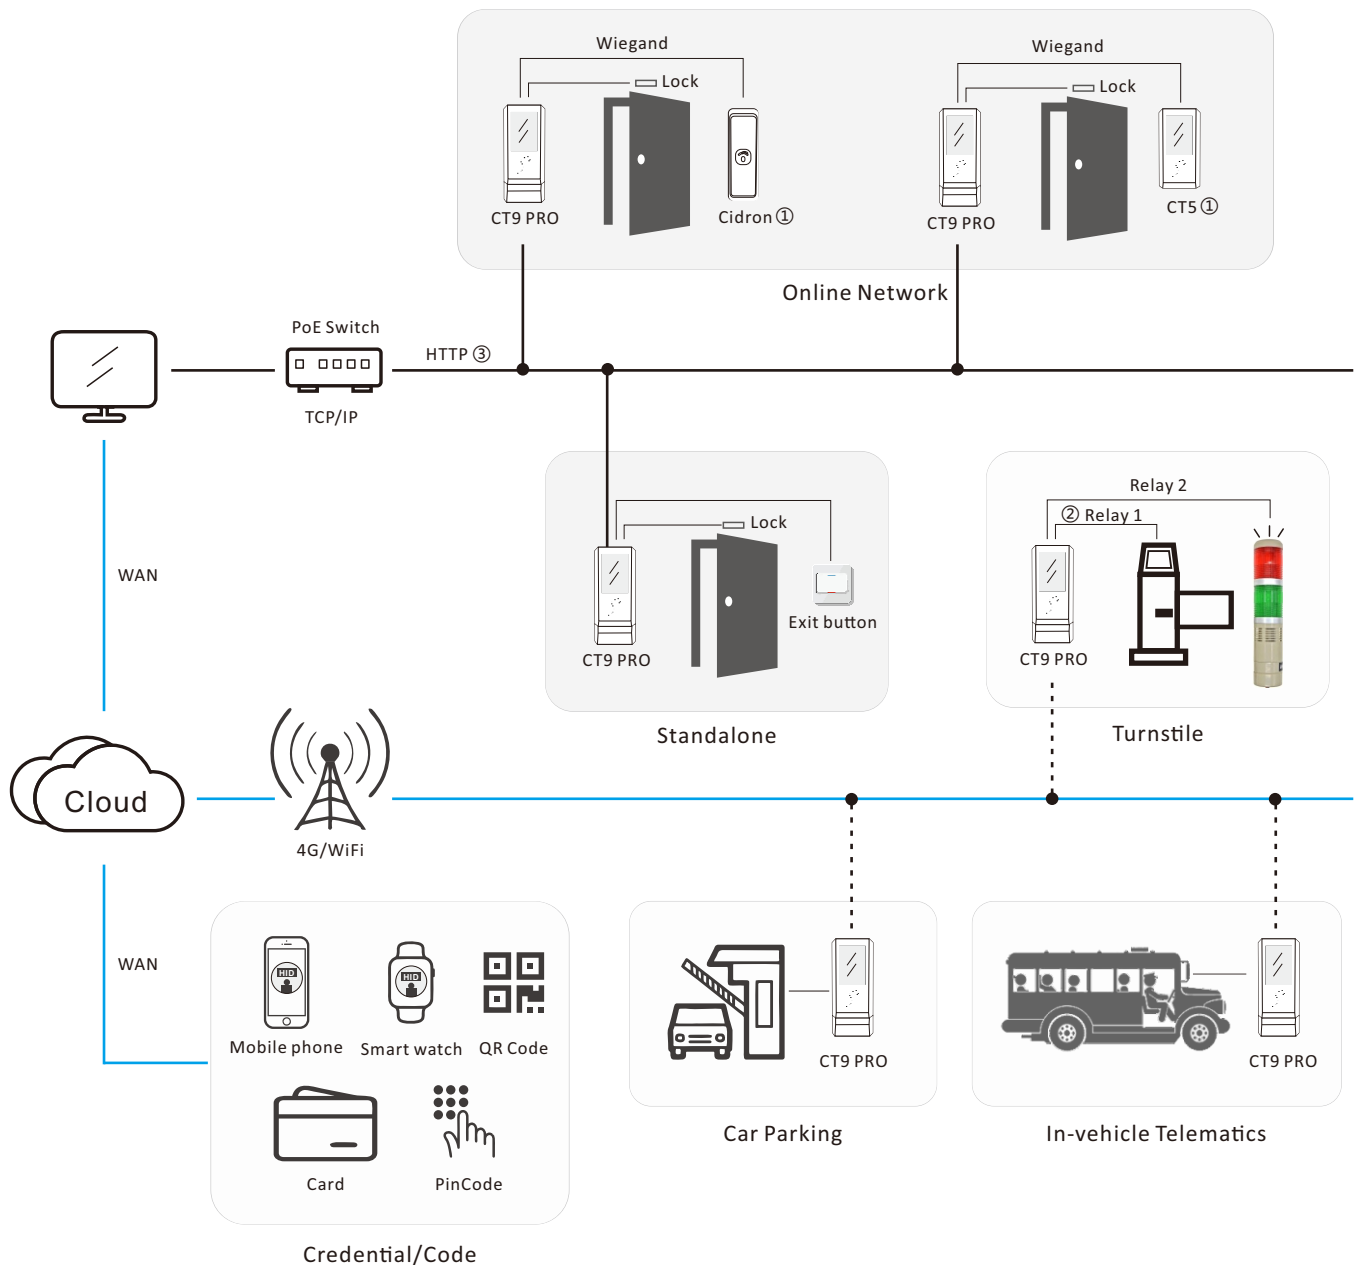 Wiegand
Lock
CT9 PRO
Cidron ①
Wiegand
Lock
CT9 PRO
CT5 ①
Online Network
PoE Switch
TCP/IP
HTTP ③
WAN
Lock
CT9 PRO
Exit button
Standalone
Relay 2
② Relay 1
CT9 PRO
Turnstile
Cloud
4G/WiFi
WAN
HID
Mobile phone
HID
Smart watch
QR Code
Card
PinCode
Credential/Code
CT9 PRO
Car Parking
CT9 PRO
In-vehicle Telematics